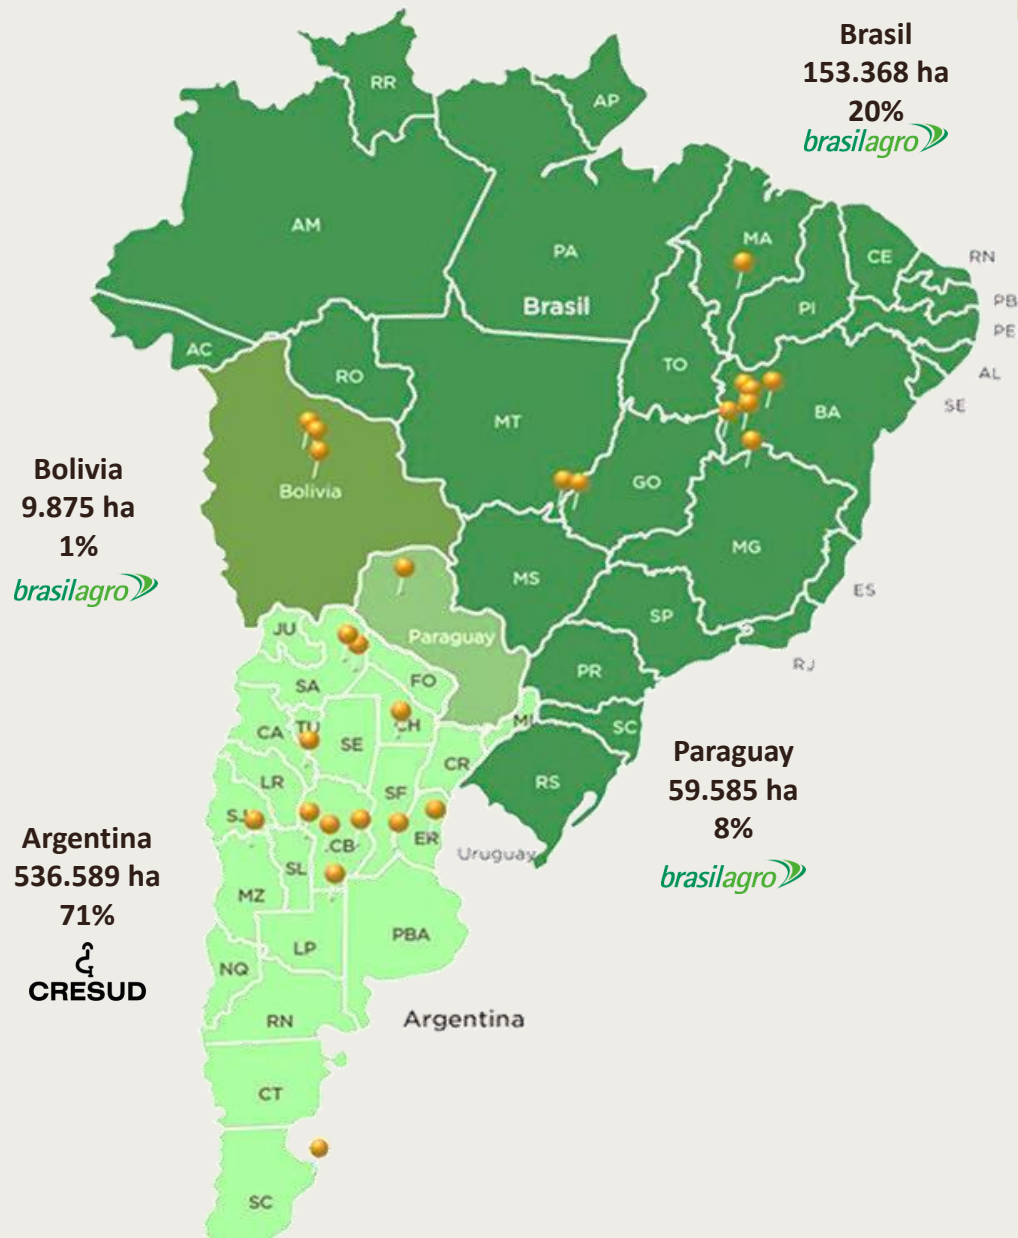 Brasil
153.368 ha
20%
brasilagro
RR
AP
AM
PA
MA
CE
RN
Brasil
PI
PB
PE
AC
RO
TO
AL
MT
BA
SE
Bolivia
9.875 ha
1%
brasilagro
Bolivia
GO
MG
MS
ES
SP
RJ
JU
Paraguay
PR
SA
FO
CA
TU
SE
CH
MI
SC
CR
Paraguay
59.585 ha
8%
brasilagro
LR
SF
RS
SJ
CB
ER
Uruguay
Argentina
536.589 ha
71%
CRESUD
SL
MZ
PBA
LP
NQ
RN
Argentina
CT
SC